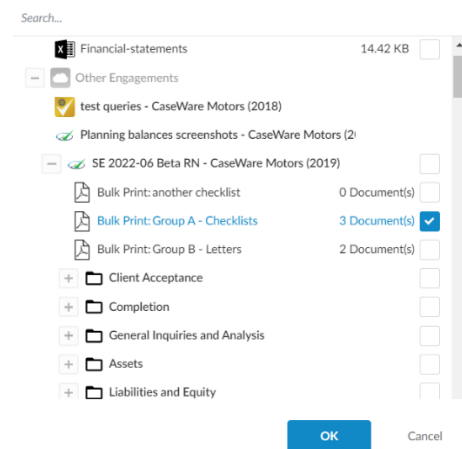 Search...
Financial-statements 14.42 KB
Other Engagements
test queries - CaseWare Motors (2018)
Planning balances screenshots - CaseWare Motors (2
SE 2022-06 Beta RN - CaseWare Motors (2019)
Bulk Print: another checklist 0 Document(s)
Bulk Print: Group A - Checklists 3 Document(s)
Bulk Print: Group B - Letters 2 Document(s)
Client Acceptance
Completion
General Inquiries and Analysis
Assets
Liabilities and Equity
OK Cancel